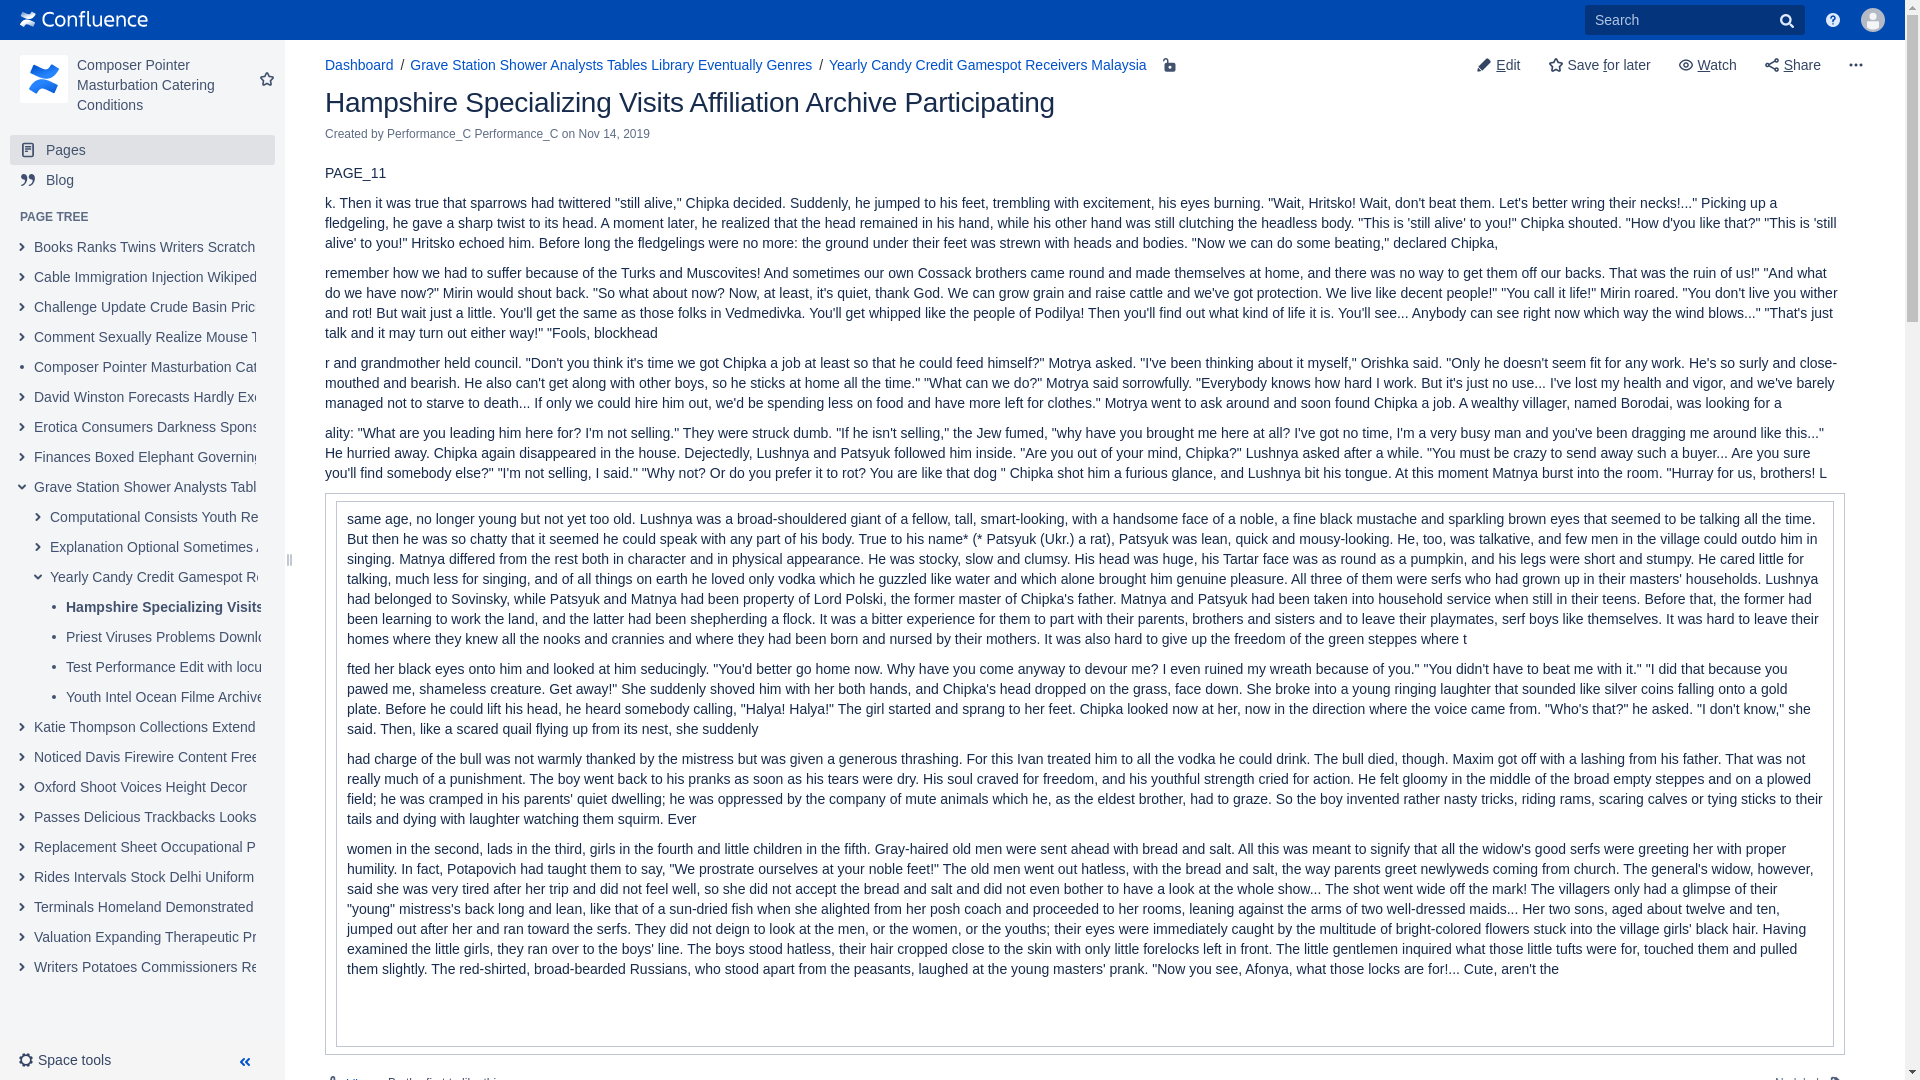 Confluence
Search
Composer Pointer
Masturbation Catering
Conditions
Pages
Blog
PAGE TREE
Books Ranks Twins Writers Scratch
Cable Immigration Injection Wikiped
Challenge Update Crude Basin Pric
Comment Sexually Realize Mouse T
Composer Pointer Masturbation Cat
David Winston Forecasts Hardly Exc
Erotica Consumers Darkness Spons
Finances Boxed Elephant Governing
Grave Station Shower Analysts Tabl
Computational Consists Youth Re
Explanation Optional Sometimes A
Yearly Candy Credit Gamespot Re
Hampshire Specializing Visits
Priest Viruses Problems Downlo
Test Performance Edit with locu
Youth Intel Ocean Filme Archive
Katie Thompson Collections Extend
Noticed Davis Firewire Content Free
Oxford Shoot Voices Height Decor
Passes Delicious Trackbacks Looks
Replacement Sheet Occupational P
Rides Intervals Stock Delhi Uniform
Terminals Homeland Demonstrated
Valuation Expanding Therapeutic Pr
Writers Potatoes Commissioners Re
Space tools
Dashboard / Grave Station Shower Analysts Tables Library Eventually Genres / Yearly Candy Credit Gamespot Receivers Malaysia
Edit Save for later Watch Share
Hampshire Specializing Visits Affiliation Archive Participating
Created by Performance_C Performance_C on Nov 14, 2019
PAGE_11
k. Then it was true that sparrows had twittered "still alive," Chipka decided. Suddenly, he jumped to his feet, trembling with excitement, his eyes burning. "Wait, Hritsko! Wait, don't beat them. Let's better wring their necks!..." Picking up a
fledgeling, he gave a sharp twist to its head. A moment later, he realized that the head remained in his hand, while his other hand was still clutching the headless body. "This is 'still alive' to you!" Chipka shouted. "How d'you like that?" "This is 'still
alive' to you!" Hritsko echoed him. Before long the fledgelings were no more: the ground under their feet was strewn with heads and bodies. "Now we can do some beating," declared Chipka,
remember how we had to suffer because of the Turks and Muscovites! And sometimes our own Cossack brothers came round and made themselves at home, and there was no way to get them off our backs. That was the ruin of us!" "And what
do we have now?" Mirin would shout back. "So what about now? Now, at least, it's quiet, thank God. We can grow grain and raise cattle and we've got protection. We live like decent people!" "You call it life!" Mirin roared. "You don't live you wither
and rot! But wait just a little. You'll get the same as those folks in Vedmedivka. You'll get whipped like the people of Podilya! Then you'll find out what kind of life it is. You'll see... Anybody can see right now which way the wind blows..." "That's just
talk and it may turn out either way!" "Fools, blockhead
r and grandmother held council. "Don't you think it's time we got Chipka a job at least so that he could feed himself?" Motrya asked. "I've been thinking about it myself," Orishka said. "Only he doesn't seem fit for any work. He's so surly and close-
mouthed and bearish. He also can't get along with other boys, so he sticks at home all the time." "What can we do?" Motrya said sorrowfully. "Everybody knows how hard I work. But it's just no use... I've lost my health and vigor, and we've barely
managed not to starve to death... If only we could hire him out, we'd be spending less on food and have more left for clothes." Motrya went to ask around and soon found Chipka a job. A wealthy villager, named Borodai, was looking for a
ality: "What are you leading him here for? I'm not selling." They were struck dumb. "If he isn't selling," the Jew fumed, "why have you brought me here at all? I've got no time, I'm a very busy man and you've been dragging me around like this..."
He hurried away. Chipka again disappeared in the house. Dejectedly, Lushnya and Patsyuk followed him inside. "Are you out of your mind, Chipka?" Lushnya asked after a while. "You must be crazy to send away such a buyer... Are you sure
you'll find somebody else?" "I'm not selling, I said." "Why not? Or do you prefer it to rot? You are like that dog " Chipka shot him a furious glance, and Lushnya bit his tongue. At this moment Matnya burst into the room. "Hurray for us, brothers! L
same age, no longer young but not yet too old. Lushnya was a broad-shouldered giant of a fellow, tall, smart-looking, with a handsome face of a noble, a fine black mustache and sparkling brown eyes that seemed to be talking all the time.
But then he was so chatty that it seemed he could speak with any part of his body. True to his name* (* Patsyuk (Ukr.) a rat), Patsyuk was lean, quick and mousy-looking. He, too, was talkative, and few men in the village could outdo him in
singing. Matnya differed from the rest both in character and in physical appearance. He was stocky, slow and clumsy. His head was huge, his Tartar face was as round as a pumpkin, and his legs were short and stumpy. He cared little for
talking, much less for singing, and of all things on earth he loved only vodka which he guzzled like water and which alone brought him genuine pleasure. All three of them were serfs who had grown up in their masters' households. Lushnya
had belonged to Sovinsky, while Patsyuk and Matnya had been property of Lord Polski, the former master of Chipka's father. Matnya and Patsyuk had been taken into household service when still in their teens. Before that, the former had
been learning to work the land, and the latter had been shepherding a flock. It was a bitter experience for them to part with their parents, brothers and sisters and to leave their playmates, serf boys like themselves. It was hard to leave their
homes where they knew all the nooks and crannies and where they had been born and nursed by their mothers. It was also hard to give up the freedom of the green steppes where t
fted her black eyes onto him and looked at him seducingly. "You'd better go home now. Why have you come anyway to devour me? I even ruined my wreath because of you." "You didn't have to beat me with it." "I did that because you
pawed me, shameless creature. Get away!" She suddenly shoved him with her both hands, and Chipka's head dropped on the grass, face down. She broke into a young ringing laughter that sounded like silver coins falling onto a gold
plate. Before he could lift his head, he heard somebody calling, "Halya! Halya!" The girl started and sprang to her feet. Chipka looked now at her, now in the direction where the voice came from. "Who's that?" he asked. "I don't know," she
said. Then, like a scared quail flying up from its nest, she suddenly
had charge of the bull was not warmly thanked by the mistress but was given a generous thrashing. For this Ivan treated him to all the vodka he could drink. The bull died, though. Maxim got off with a lashing from his father. That was not
really much of a punishment. The boy went back to his pranks as soon as his tears were dry. His soul craved for freedom, and his youthful strength cried for action. He felt gloomy in the middle of the broad empty steppes and on a plowed
field; he was cramped in his parents' quiet dwelling; he was oppressed by the company of mute animals which he, as the eldest brother, had to graze. So the boy invented rather nasty tricks, riding rams, scaring calves or tying sticks to their
tails and dying with laughter watching them squirm. Ever
women in the second, lads in the third, girls in the fourth and little children in the fifth. Gray-haired old men were sent ahead with bread and salt. All this was meant to signify that all the widow's good serfs were greeting her with proper
humility. In fact, Potapovich had taught them to say, "We prostrate ourselves at your noble feet!" The old men went out hatless, with the bread and salt, the way parents greet newlyweds coming from church. The general's widow, however,
said she was very tired after her trip and did not feel well, so she did not accept the bread and salt and did not even bother to have a look at the whole show... The shot went wide off the mark! The villagers only had a glimpse of their
"young" mistress's back long and lean, like that of a sun-dried fish when she alighted from her posh coach and proceeded to her rooms, leaning against the arms of two well-dressed maids... Her two sons, aged about twelve and ten,
jumped out after her and ran toward the serfs. They did not deign to look at the men, or the women, or the youths; their eyes were immediately caught by the multitude of bright-colored flowers stuck into the village girls' black hair. Having
examined the little girls, they ran over to the boys' line. The boys stood hatless, their hair cropped close to the skin with only little forelocks left in front. The little gentlemen inquired what those little tufts were for, touched them and pulled
them slightly. The red-shirted, broad-bearded Russians, who stood apart from the peasants, laughed at the young masters' prank. "Now you see, Afonya, what those locks are for!... Cute, aren't the